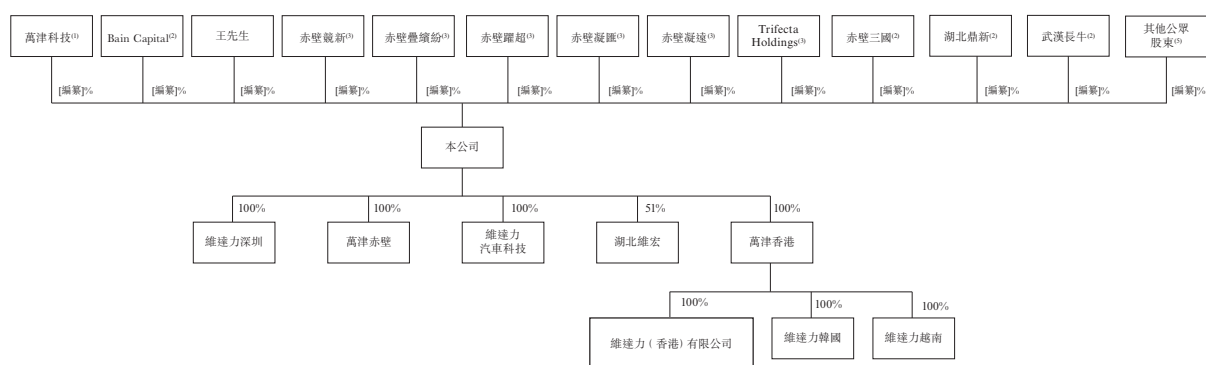 萬津科技(1)
Bain Capital(2)
王先生
赤壁競新(3)
赤壁疊繽紛(3)
赤壁躍超(3)
赤壁凝匯(3)
赤壁凝遠(3)
Trifecta
Holdings(3)
赤壁三國(2)
湖北鼎新(2)
武漢長牛(2)
其他公眾
股東(5)
[編纂]%
[編纂]%
[編纂]%
[編纂]%
[編纂]%
[編纂]%
[編纂]%
[編纂]%
[編纂]%
[編纂]%
[編纂]%
[編纂]%
[編纂]%
本公司
100%
100%
100%
51%
100%
維達力深圳
萬津赤壁
維達力
汽車科技
湖北維宏
萬津香港
100%
100%
100%
維達力（香港）有限公司
維達力韓國
維達力越南